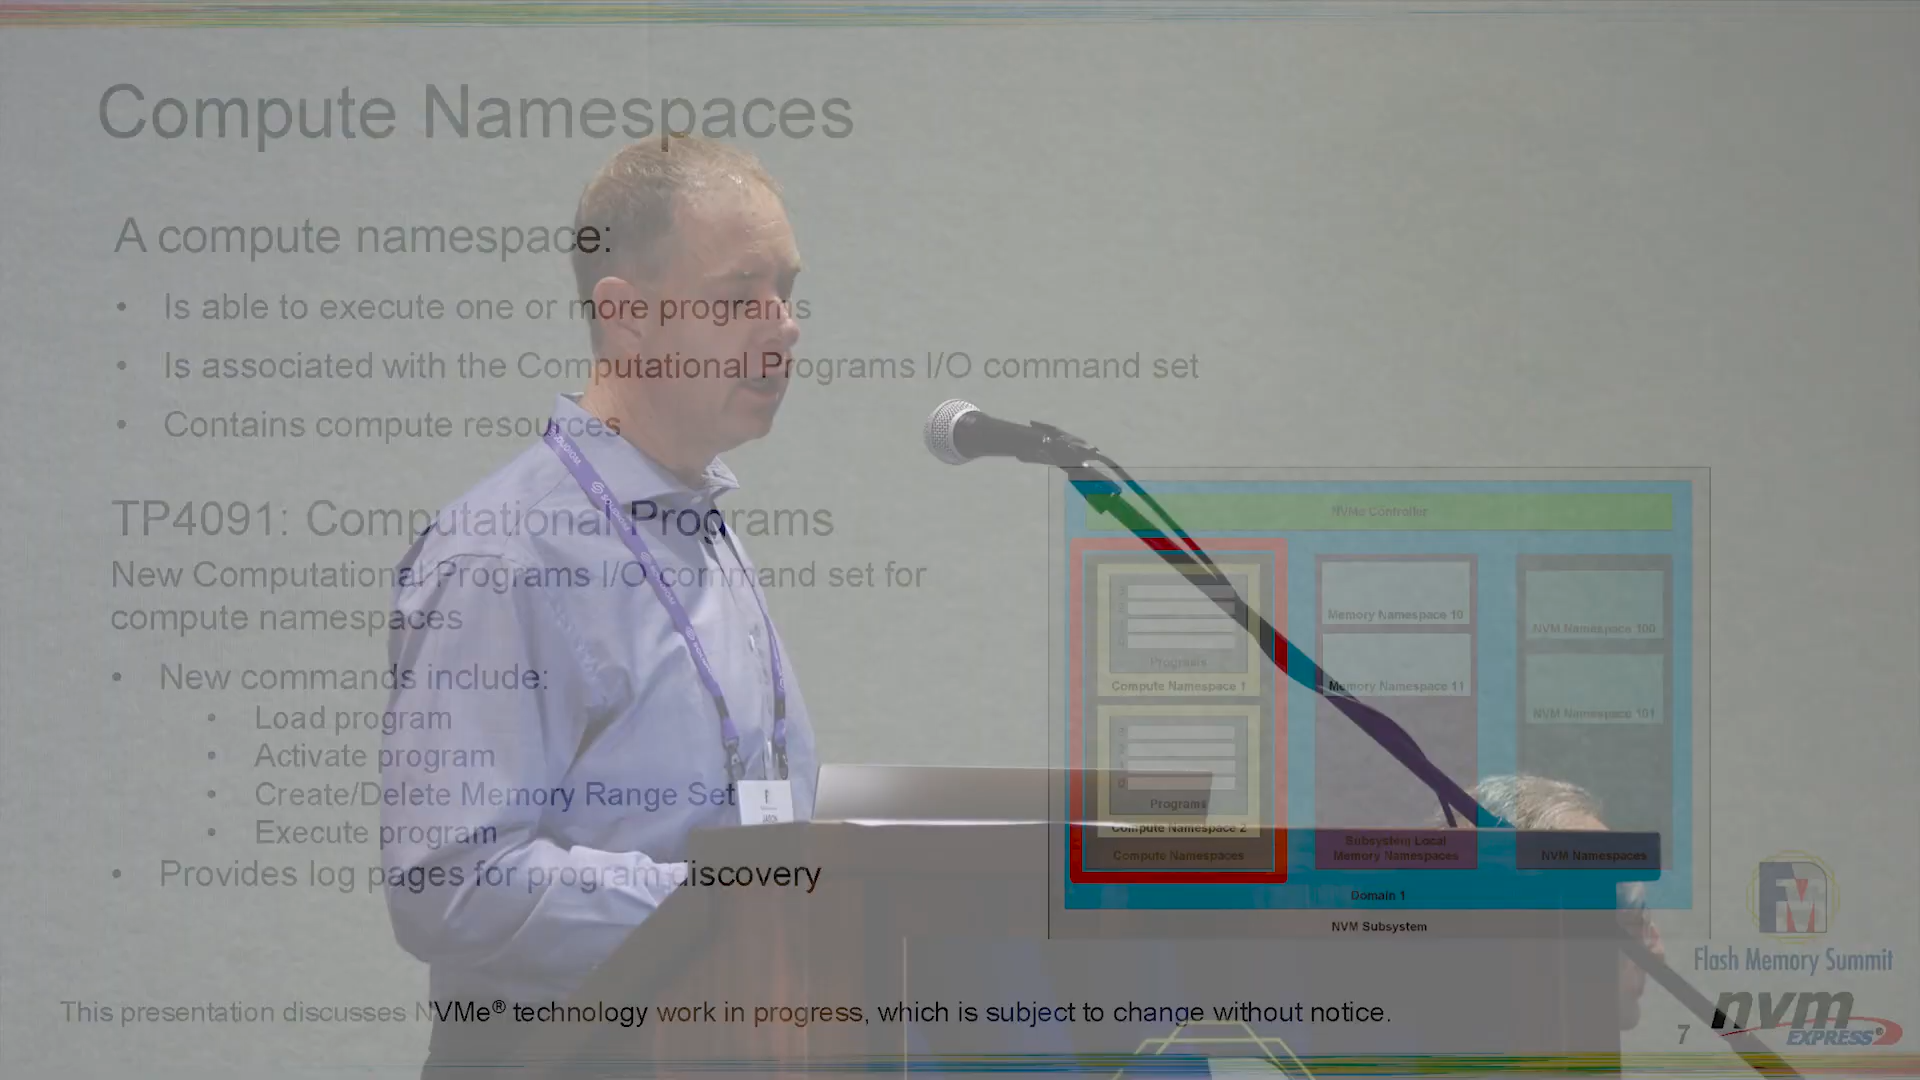 Compute Namespaces
A compute namespace:
• Is able to execute one or more programs
• Is associated with the Computational Programs I/O command set
• Contains compute resources
TP4091: Computational Programs
New Computational Programs I/O command set for
compute namespaces
• New commands include:
• Load program
• Activate program
• Create/Delete Memory Range Set
• Execute program
• Provides log pages for program discovery
NVMe Controller
Programs
Compute Namespace 1
Programs
Compute Namespace 2
Compute Namespaces
Memory Namespace 10
Memory Namespace 11
Subsystem Local
Memory Namespaces
NVM Namespace 100
NVM Namespace 101
NVM Namespaces
Domain 1
NVM Subsystem
Flash Memory Summit
This presentation discusses NVMe® technology work in progress, which is subject to change without notice.
7
nvm
EXPRESS®